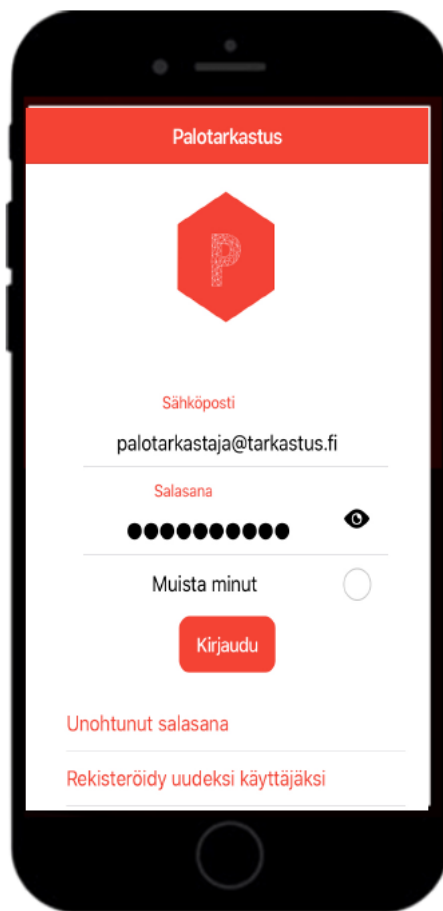 Palotarkastus
P
Sähköposti
palotarkastaja@tarkastus.fi
Salasana
●●●●●●●●●●
Muista minut
Kirjaudu
Unohtunut salasana
Rekisteröidy uudeksi käyttäjäksi